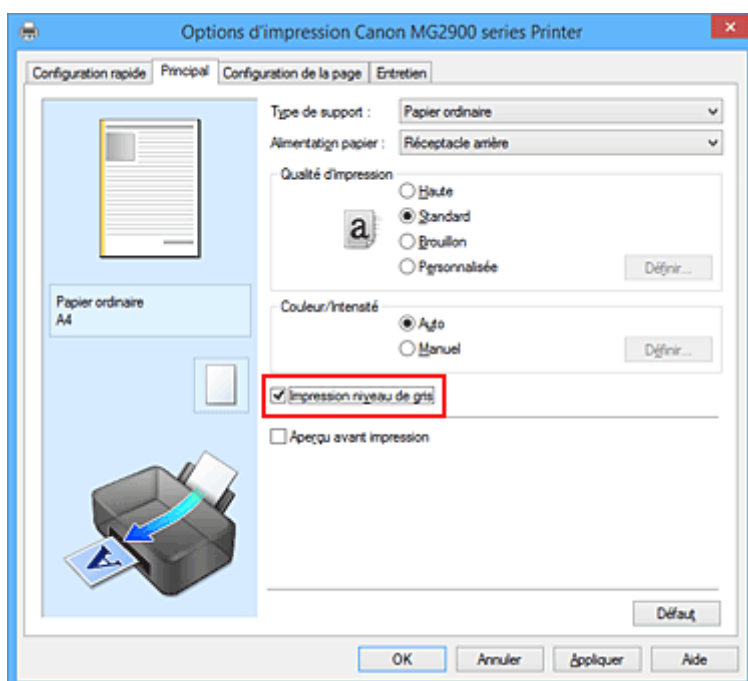 Options d'impression Canon MG2900 series Printer
Configuration rapide Principal Configuration de la page Entretien
Type de support : Papier ordinaire
Alimentation papier : Réceptacle arrière
Qualité d'impression
Haute
a Standard
Brouillon
Personnalisée Définir...
Papier ordinaire
A4
Couleur/Intensité
Auto
Manuel Définir...
Impression niveau de gris
Aperçu avant impression
A
Défaut
OK Annuler Appliquer Aide